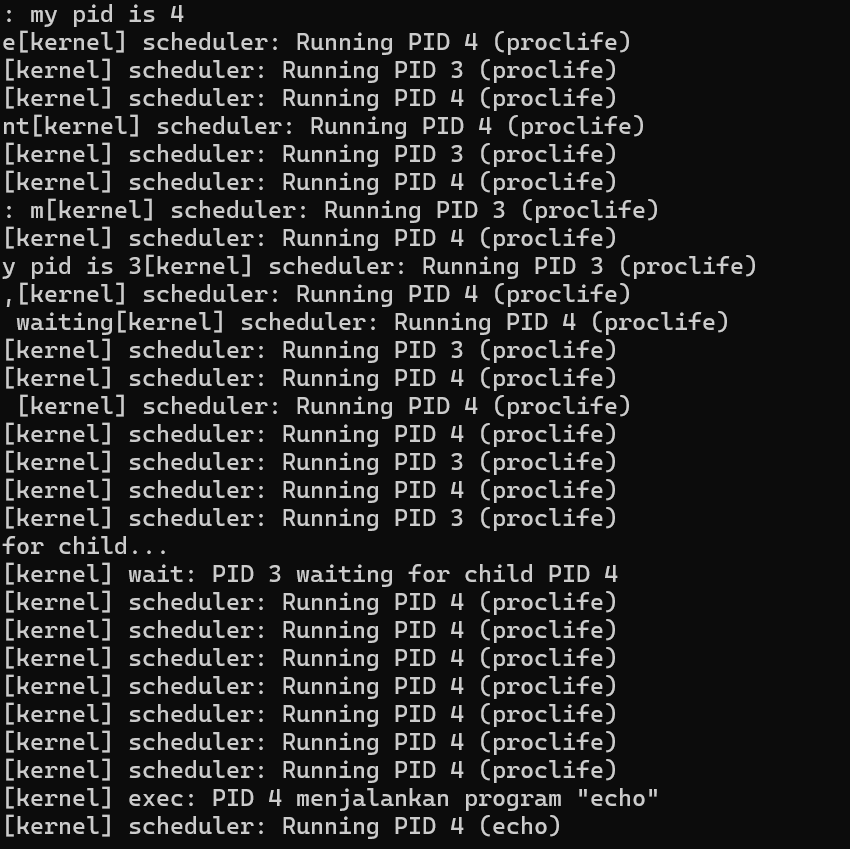 : my pid is 4
e[kernel] scheduler: Running PID 4 (proclife)
[kernel] scheduler: Running PID 3 (proclife)
[kernel] scheduler: Running PID 4 (proclife)
nt[kernel] scheduler: Running PID 4 (proclife)
[kernel] scheduler: Running PID 3 (proclife)
[kernel] scheduler: Running PID 4 (proclife)
: m[kernel] scheduler: Running PID 3 (proclife)
[kernel] scheduler: Running PID 4 (proclife)
y pid is 3[kernel] scheduler: Running PID 3 (proclife)
,[kernel] scheduler: Running PID 4 (proclife)
 waiting[kernel] scheduler: Running PID 4 (proclife)
[kernel] scheduler: Running PID 3 (proclife)
[kernel] scheduler: Running PID 4 (proclife)
 [kernel] scheduler: Running PID 4 (proclife)
[kernel] scheduler: Running PID 4 (proclife)
[kernel] scheduler: Running PID 3 (proclife)
[kernel] scheduler: Running PID 4 (proclife)
[kernel] scheduler: Running PID 3 (proclife)
for child...
[kernel] wait: PID 3 waiting for child PID 4
[kernel] scheduler: Running PID 4 (proclife)
[kernel] scheduler: Running PID 4 (proclife)
[kernel] scheduler: Running PID 4 (proclife)
[kernel] scheduler: Running PID 4 (proclife)
[kernel] scheduler: Running PID 4 (proclife)
[kernel] scheduler: Running PID 4 (proclife)
[kernel] scheduler: Running PID 4 (proclife)
[kernel] exec: PID 4 menjalankan program "echo"
[kernel] scheduler: Running PID 4 (echo)